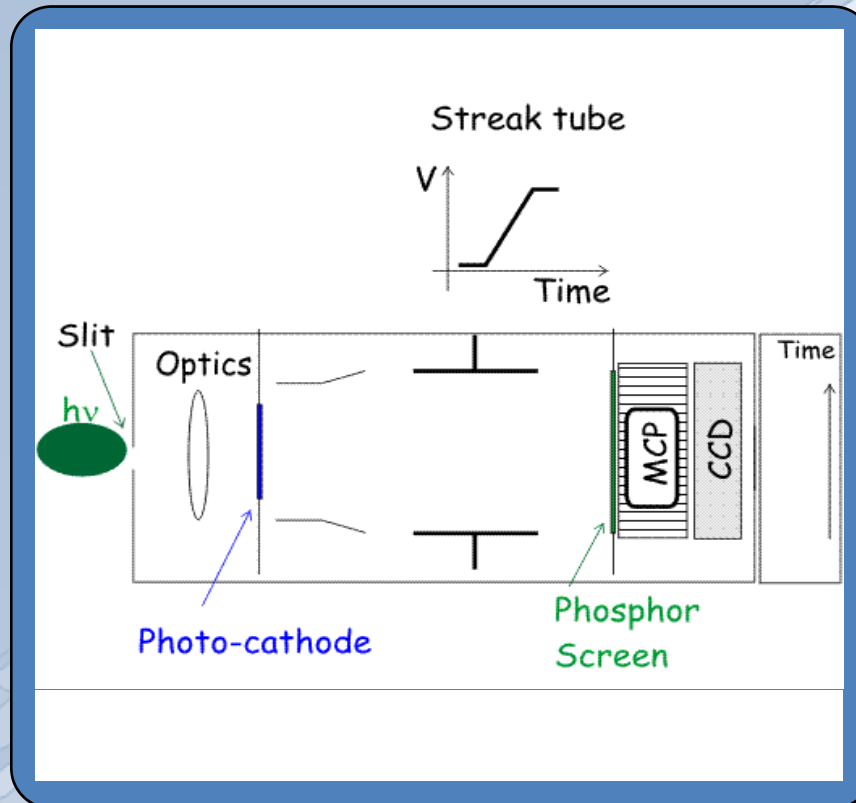 Streak tube
V
Time
Slit
Optics
Time
hν
MCP
CCD
Photo-cathode
Phosphor
Screen